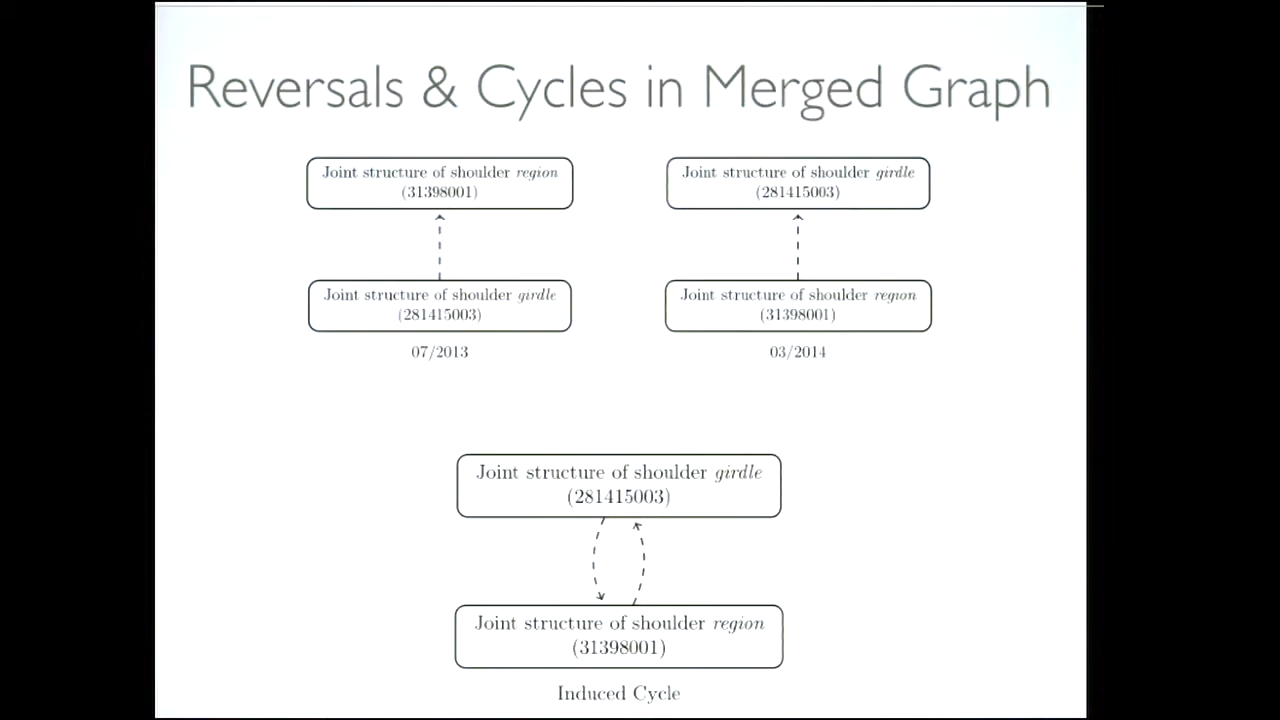 Reversals & Cycles in Merged Graph
Joint structure of shoulder region
(31398001)
Joint structure of shoulder girdle
(281415003)
07/2013
Joint structure of shoulder girdle
(281415003)
Joint structure of shoulder region
(31398001)
03/2014
Joint structure of shoulder girdle
(281415003)
Joint structure of shoulder region
(31398001)
Induced Cycle